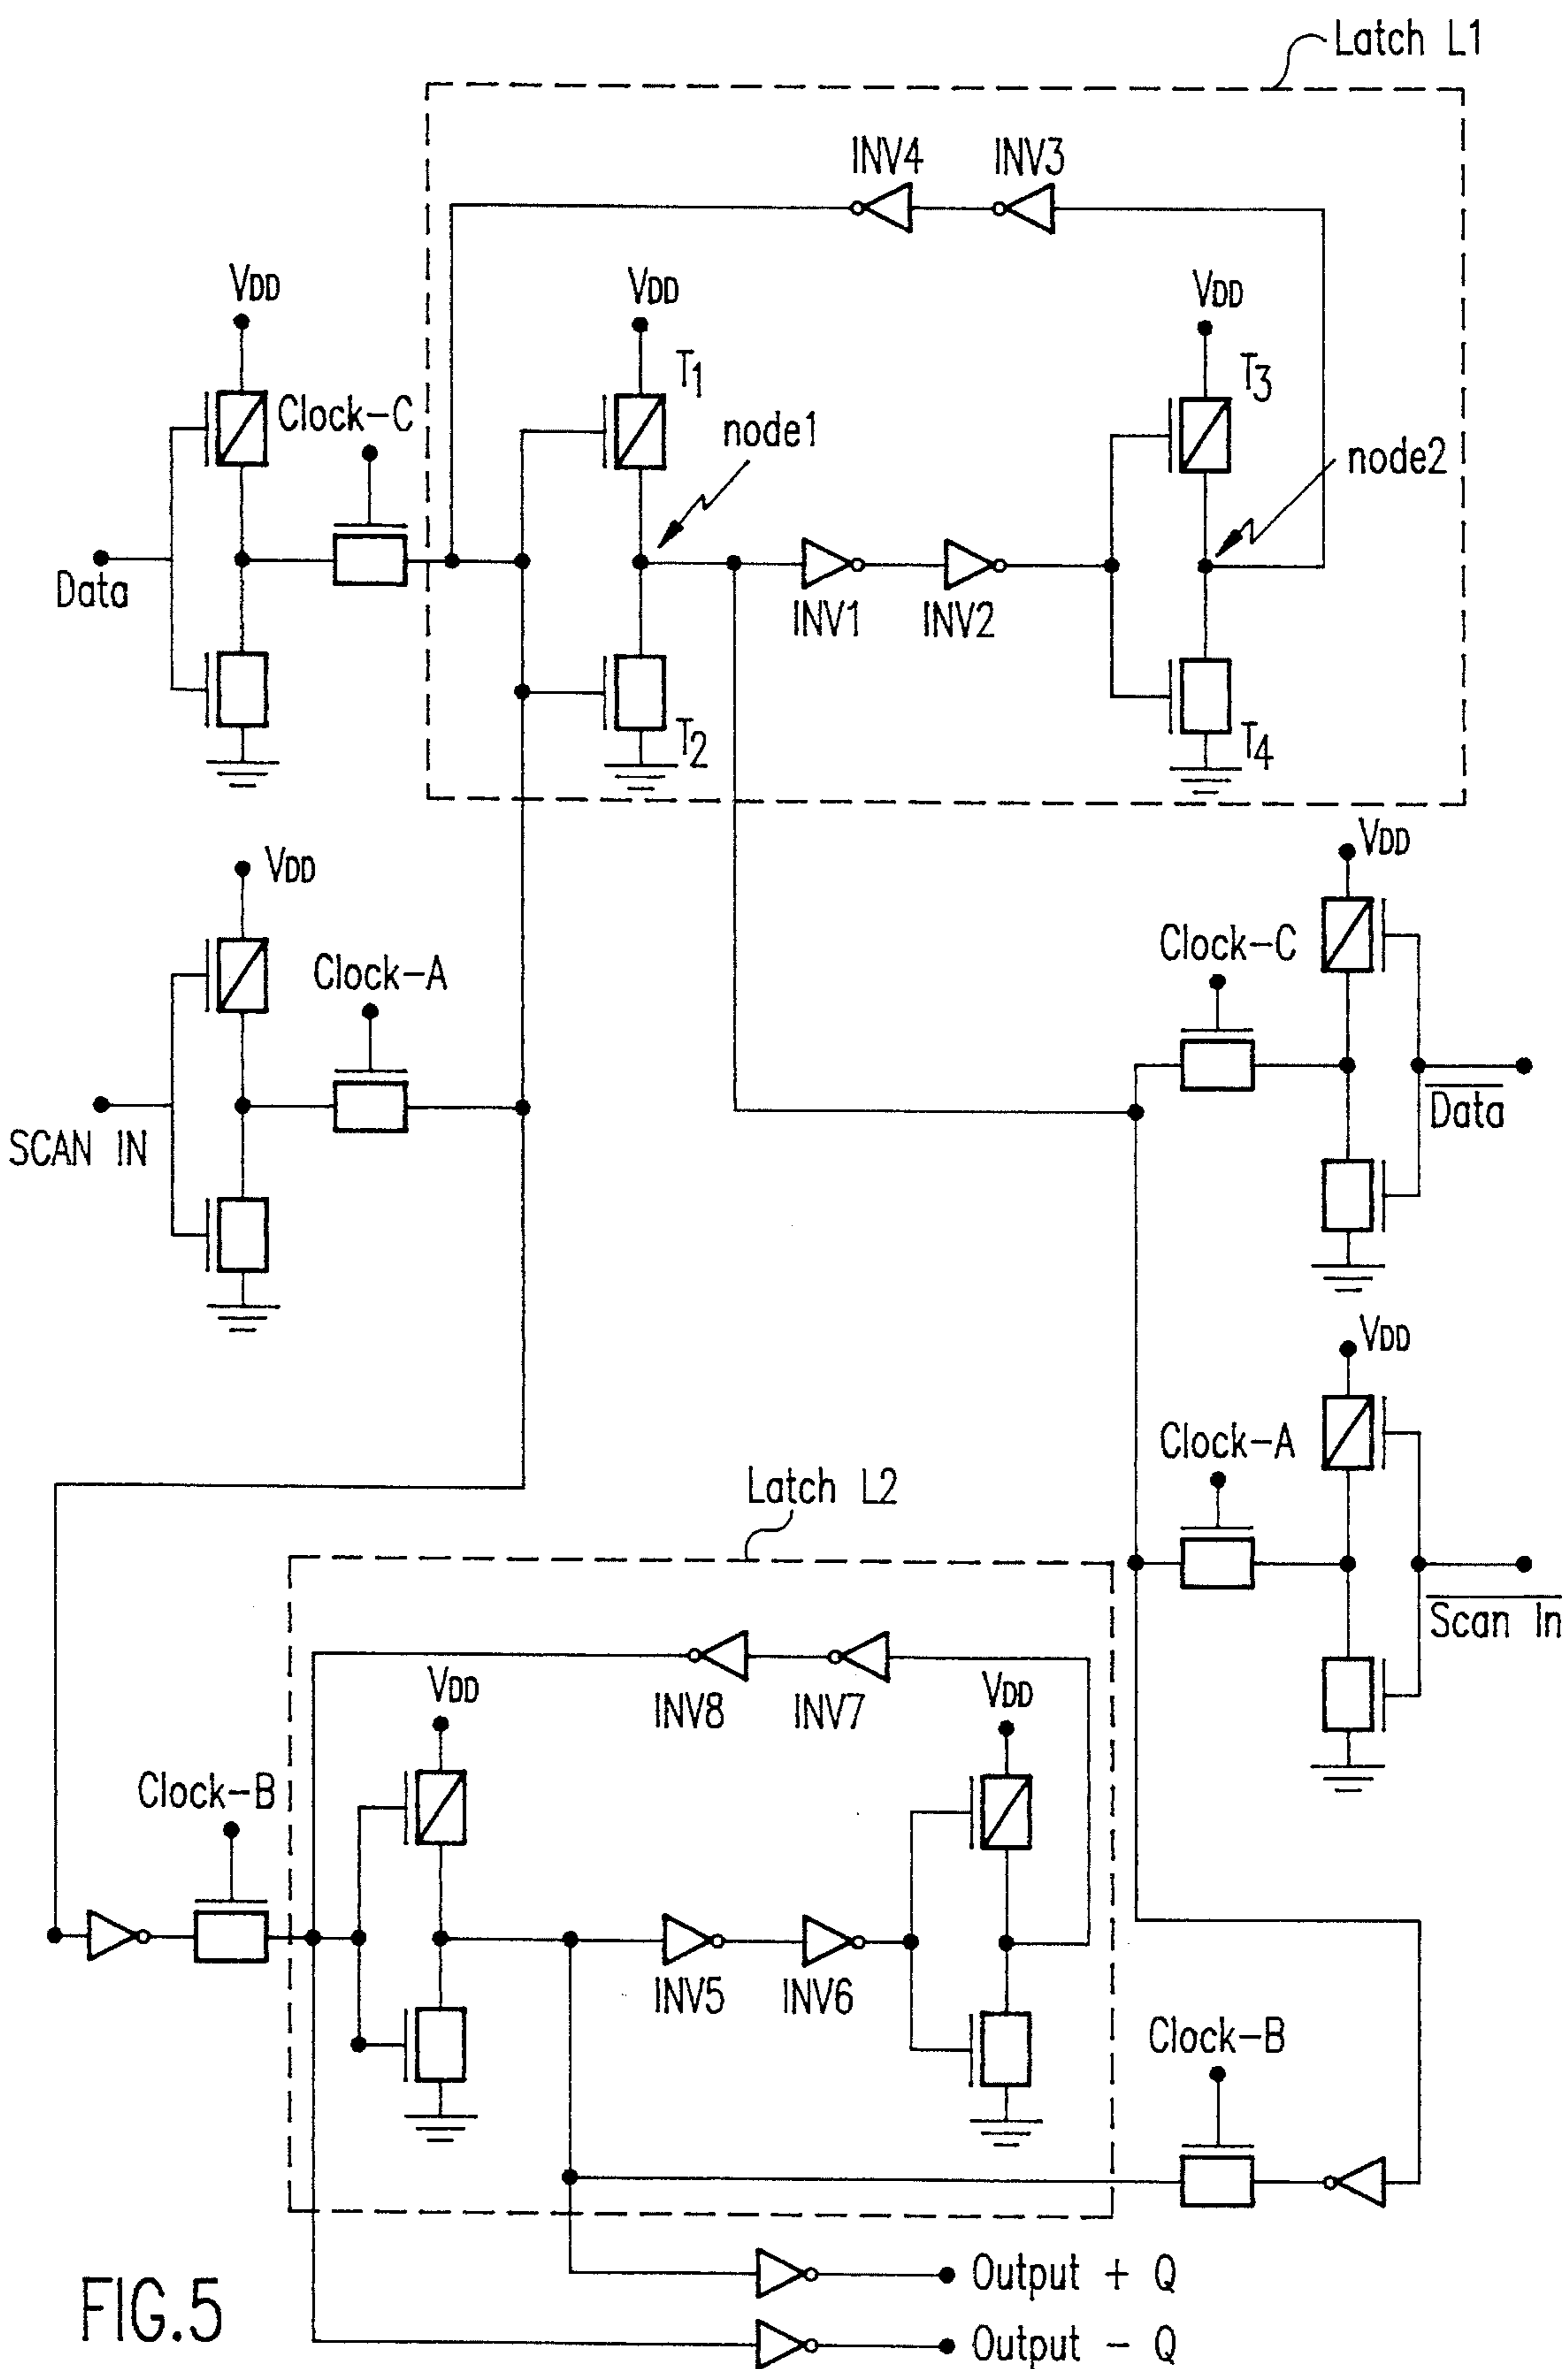 Latch L1
INV4
INV3
VDD
VDD
VDD
T1
T3
Clock-C
node1
node2
Data
INV1
INV2
T2
T4
VDD
VDD
Clock-A
Clock-C
SCAN IN
Data
VDD
Clock-A
Latch L2
Scan In
VDD
INV8
INV7
VDD
Clock-B
INV5
INV6
Clock-B
Output + Q
FIG.5
Output - Q